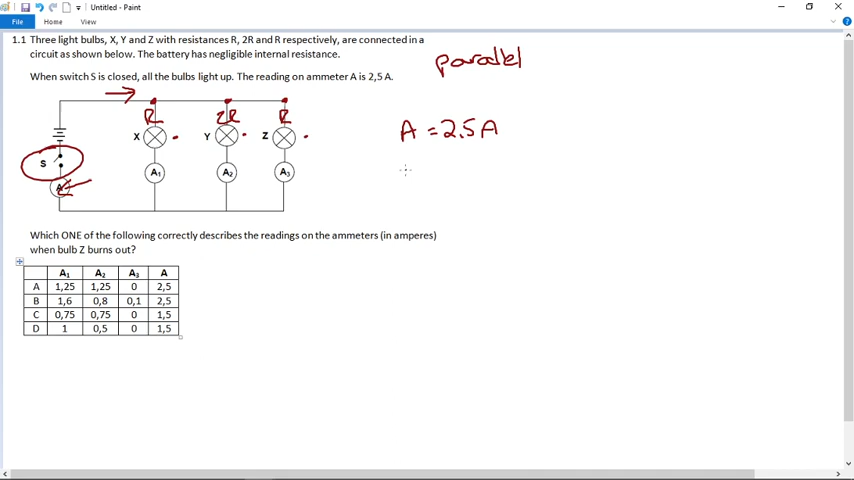 Untitled - Paint
File Home View
1.1 Three light bulbs, X, Y and Z with resistances R, 2R and R respectively, are connected in a
circuit as shown below. The battery has negligible internal resistance.
parallel
When switch S is closed, all the bulbs light up. The reading on ammeter A is 2,5 A.
R 2R R
A = 2.5 A
X Y Z
S
A A₁ A₂ A₃
Which ONE of the following correctly describes the readings on the ammeters (in amperes)
when bulb Z burns out?
A₁ A₂ A₃ A
A 1,25 1,25 0 2,5
B 1,6 0,8 0,1 2,5
C 0,75 0,75 0 1,5
D 1 0,5 0 1,5